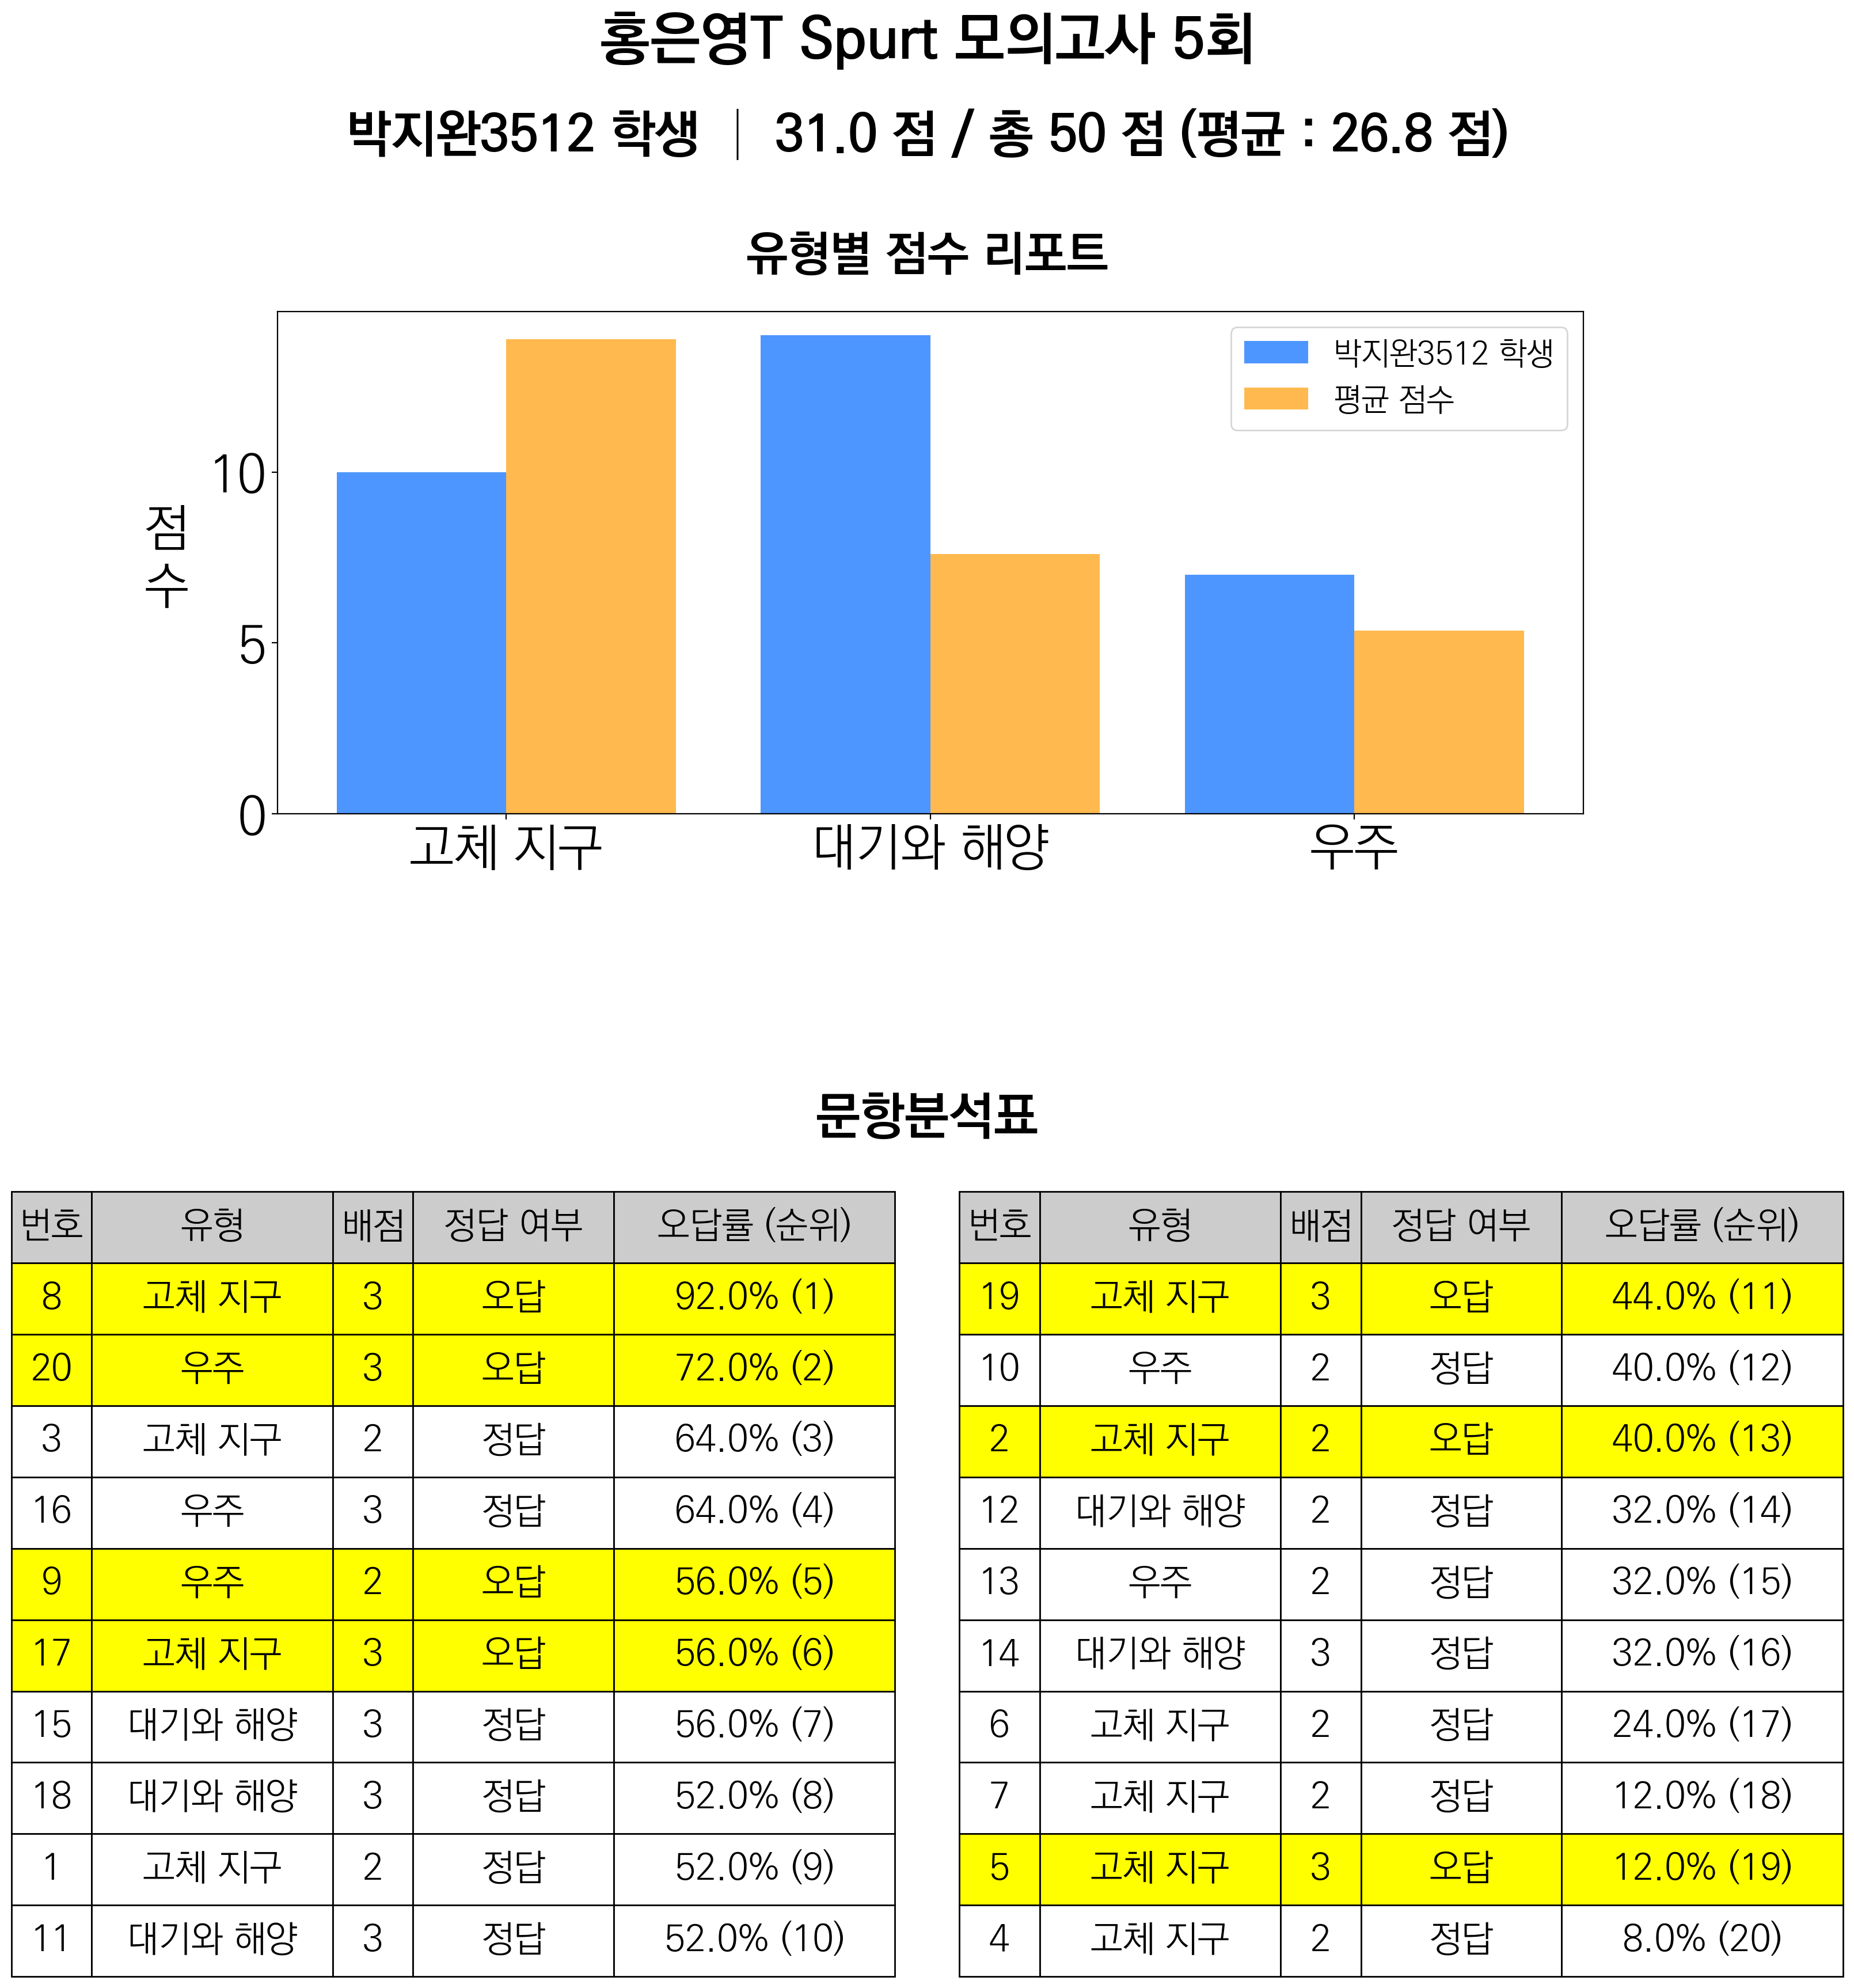 홍은영T Spurt 모의고사 5회
박지완3512 학생 | 31.0 점 / 총 50 점 (평균 : 26.8 점)
유형별 점수 리포트
박지완3512 학생
평균 점수
점
수
10
5
0
고체 지구 대기와 해양 우주
문항분석표
번호 유형 배점 정답 여부 오답률 (순위)
8 고체 지구 3 오답 92.0% (1)
20 우주 3 오답 72.0% (2)
3 고체 지구 2 정답 64.0% (3)
16 우주 3 정답 64.0% (4)
9 우주 2 오답 56.0% (5)
17 고체 지구 3 오답 56.0% (6)
15 대기와 해양 3 정답 56.0% (7)
18 대기와 해양 3 정답 52.0% (8)
1 고체 지구 2 정답 52.0% (9)
11 대기와 해양 3 정답 52.0% (10)
번호 유형 배점 정답 여부 오답률 (순위)
19 고체 지구 3 오답 44.0% (11)
10 우주 2 정답 40.0% (12)
2 고체 지구 2 오답 40.0% (13)
12 대기와 해양 2 정답 32.0% (14)
13 우주 2 정답 32.0% (15)
14 대기와 해양 3 정답 32.0% (16)
6 고체 지구 2 정답 24.0% (17)
7 고체 지구 2 정답 12.0% (18)
5 고체 지구 3 오답 12.0% (19)
4 고체 지구 2 정답 8.0% (20)